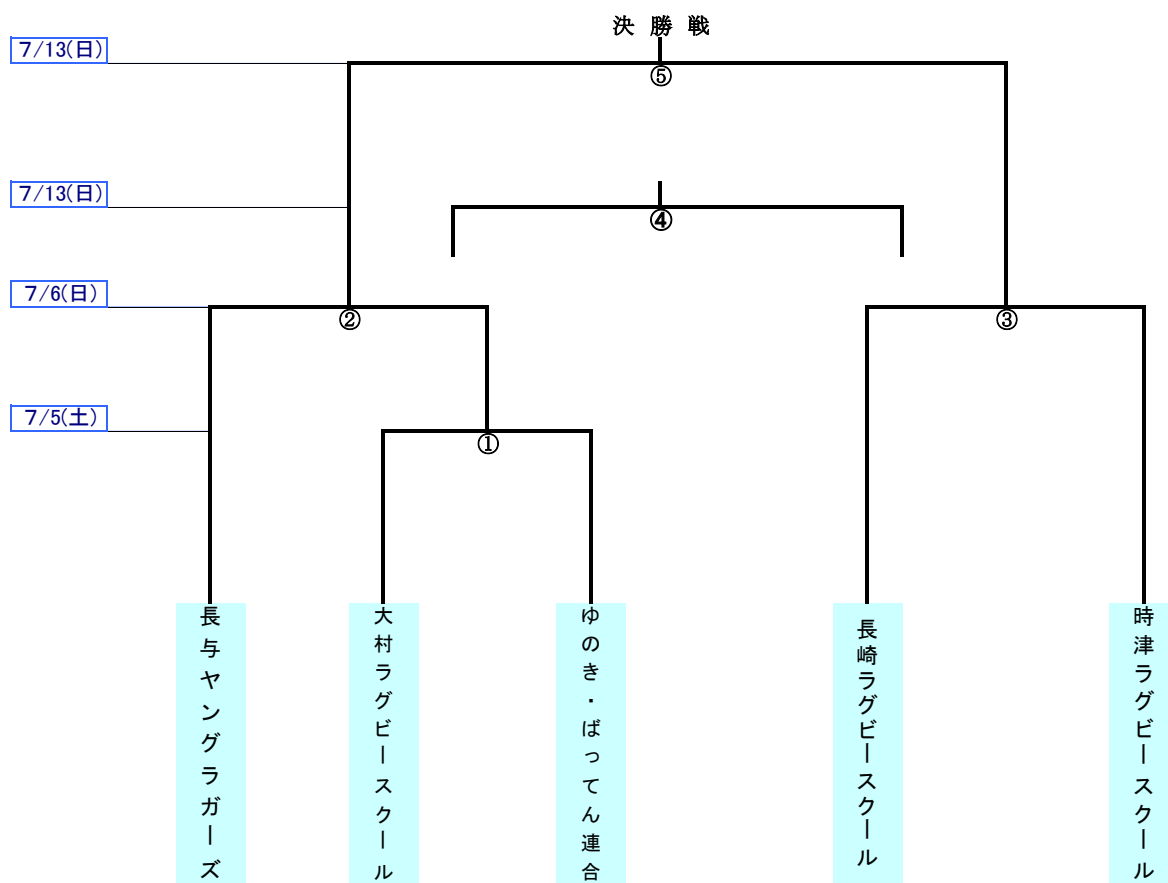 決勝戦
7/13(日)
⑤
7/13(日)
④
7/6(日)
②
③
7/5(土)
①
長与ヤングラガーズ
大村ラグビースクール
ゆのき・ばってん連合
長崎ラグビースクール
時津ラグビースクール